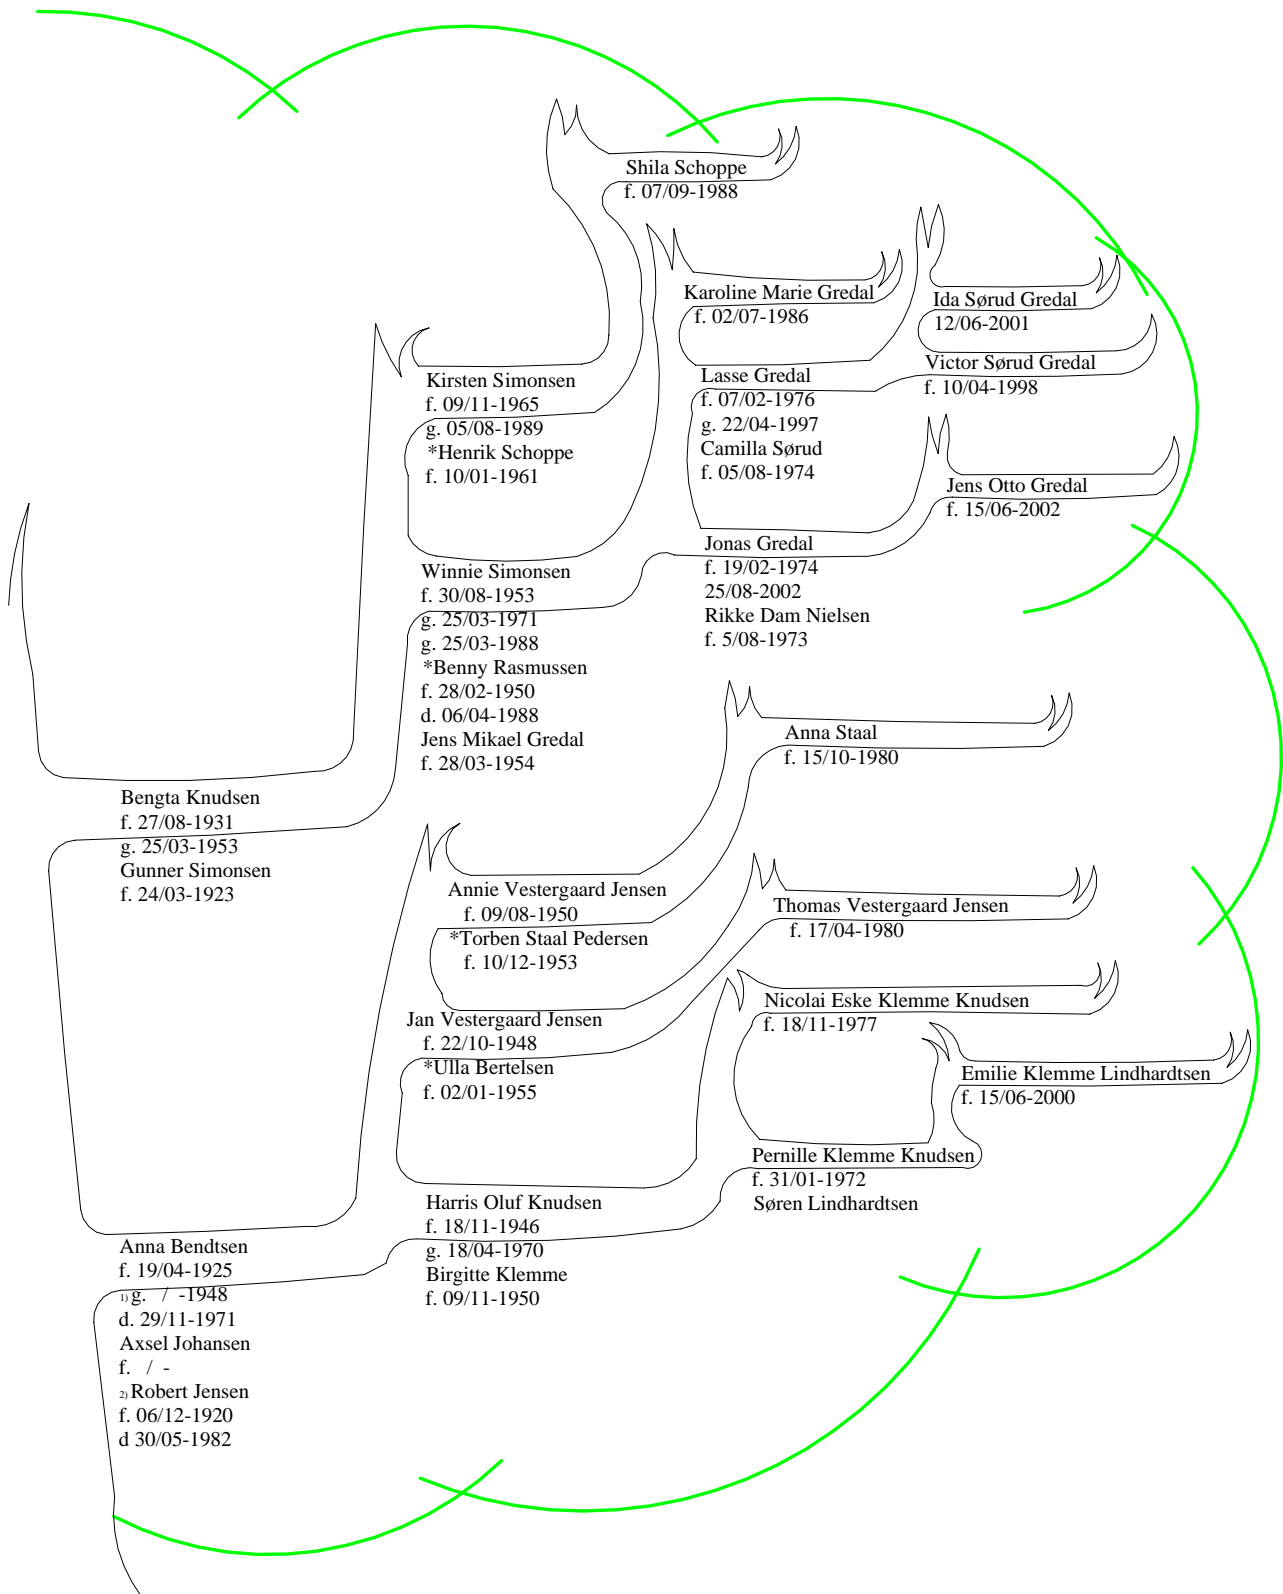 Shila Schoppe
f. 07/09-1988
Karoline Marie Gredal
f. 02/07-1986
Ida Sørud Gredal
12/06-2001
Victor Sørud Gredal
f. 10/04-1998
Kirsten Simonsen
f. 09/11-1965
g. 05/08-1989
*Henrik Schoppe
f. 10/01-1961
Lasse Gredal
f. 07/02-1976
g. 22/04-1997
Camilla Sørud
f. 05/08-1974
Jens Otto Gredal
f. 15/06-2002
Winnie Simonsen
f. 30/08-1953
g. 25/03-1971
g. 25/03-1988
*Benny Rasmussen
f. 28/02-1950
d. 06/04-1988
Jens Mikael Gredal
f. 28/03-1954
Jonas Gredal
f. 19/02-1974
25/08-2002
Rikke Dam Nielsen
f. 5/08-1973
Anna Staal
f. 15/10-1980
Bengta Knudsen
f. 27/08-1931
g. 25/03-1953
Gunner Simonsen
f. 24/03-1923
Annie Vestergaard Jensen
f. 09/08-1950
*Torben Staal Pedersen
f. 10/12-1953
Thomas Vestergaard Jensen
f. 17/04-1980
Jan Vestergaard Jensen
f. 22/10-1948
*Ulla Bertelsen
f. 02/01-1955
Nicolai Eske Klemme Knudsen
f. 18/11-1977
Emilie Klemme Lindhardtsen
f. 15/06-2000
Pernille Klemme Knudsen
f. 31/01-1972
Søren Lindhardtsen
Harris Oluf Knudsen
f. 18/11-1946
g. 18/04-1970
Birgitte Klemme
f. 09/11-1950
Anna Bendtsen
f. 19/04-1925
1) g.   /  -1948
d. 29/11-1971
Axsel Johansen
f.   /  -
2) Robert Jensen
f. 06/12-1920
d 30/05-1982